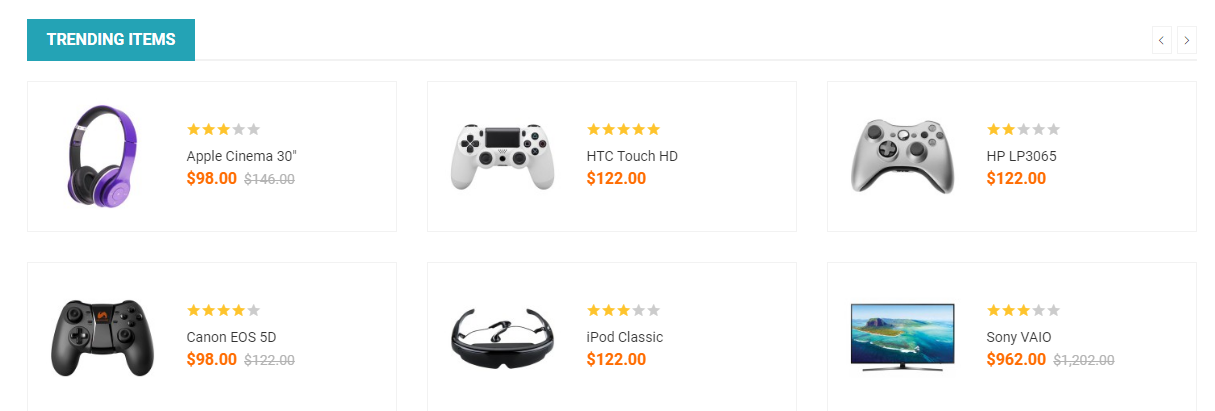 TRENDING ITEMS
Apple Cinema 30"
$98.00 $146.00
HTC Touch HD
$122.00
HP LP3065
$122.00
Canon EOS 5D
$98.00 $122.00
iPod Classic
$122.00
Sony VAIO
$962.00 $1,202.00